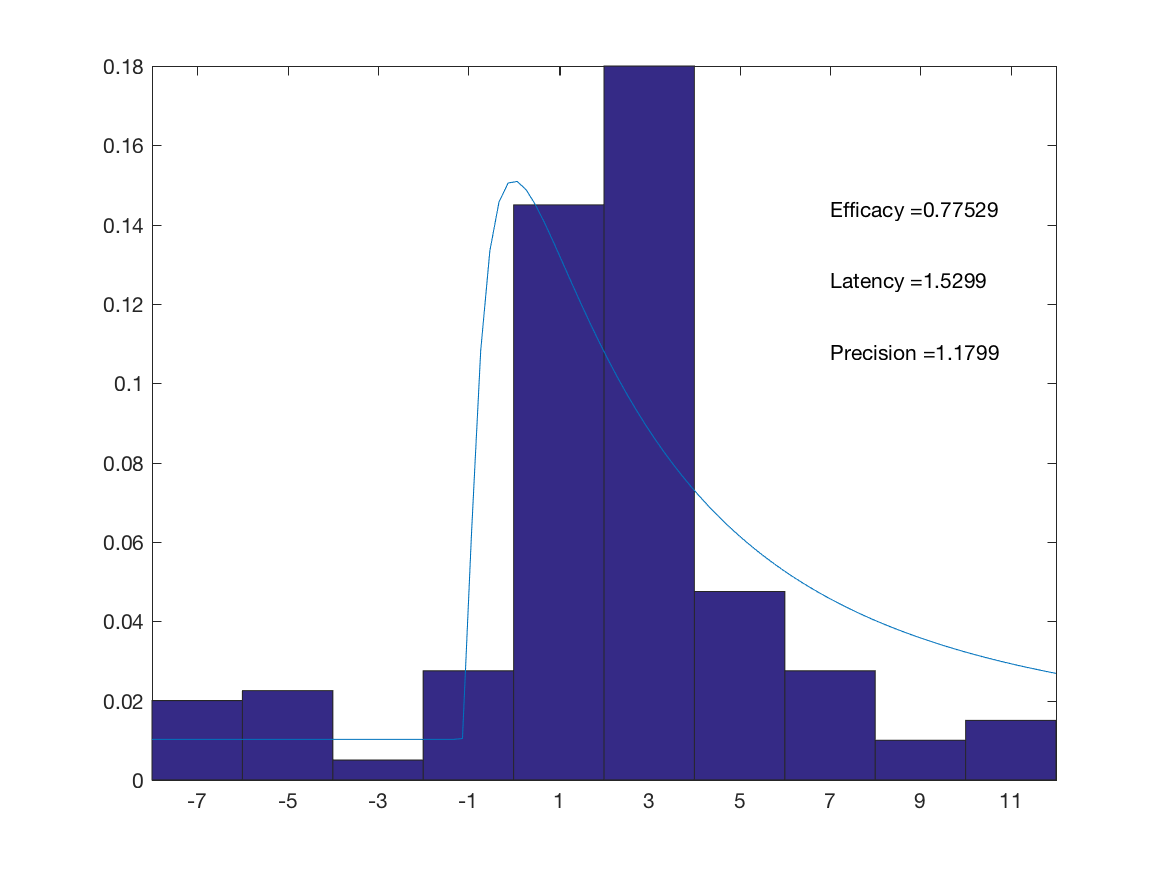 0.18
0.16
0.14
0.12
0.1
0.08
0.06
0.04
0.02
0
Efficacy =0.77529
Latency =1.5299
Precision =1.1799
-7 -5 -3 -1 1 3 5 7 9 11